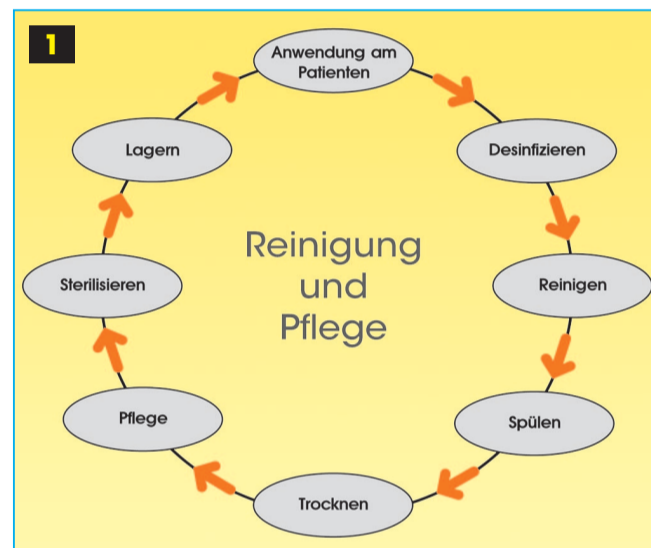 1
Anwendung am
Patienten
Desinfizieren
Reinigen
Spülen
Trocknen
Pflege
Sterilisieren
Lagern
Reinigung
und
Pflege